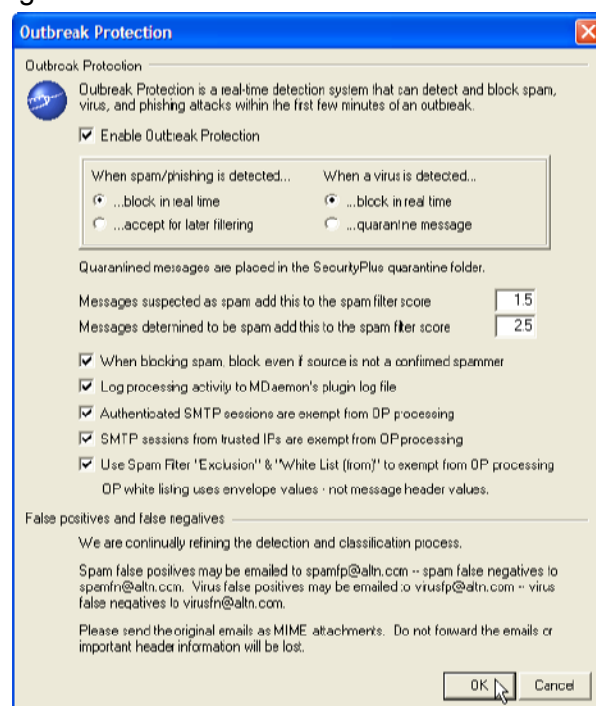 Outbreak Protection
Outbreak Protection
Outbreak Protection is a real-time detection system that can detect and block spam,
virus, and phishing attacks within the first few minutes of an outbreak.
Enable Outbreak Protection
When spam/phishing is detected...
...block in real time
...accept for later filtering
When a virus is detected...
...block in real time
...quarantine message
Quarantined messages are placed in the SecurityPlus quarantine folder.
Messages suspected as spam add this to the spam filter score 1.5
Messages determined to be spam add this to the spam filter score 2.5
When blocking spam, block even if source is not a confirmed spammer
Log processing activity to MDaemon's plugin log file
Authenticated SMTP sessions are exempt from OP processing
SMTP sessions from trusted IPs are exempt from OP processing
Use Spam Filter "Exclusion" & "White List (from)" to exempt from OP processing
OP white listing uses envelope values - not message header values.
False positives and false negatives
We are continually refining the detection and classification process.
Spam false positives may be emailed to spamfp@altn.com -- spam false negatives to
spamfn@altn.com. Virus false positives may be emailed to virusfp@altn.com -- virus
false negatives to virusfn@altn.com.
Please send the original emails as MIME attachments. Do not forward the emails or
important header information will be lost.
OK
Cancel